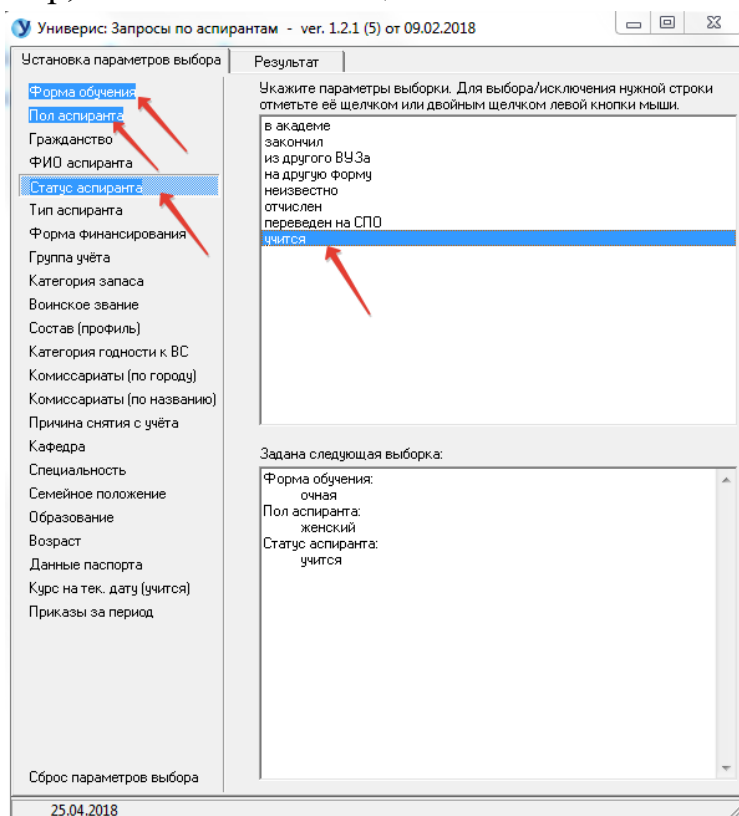 Универис: Запросы по аспирантам - ver. 1.2.1 (5) от 09.02.2018
Установка параметров выбора
Результат
Форма обучения
Пол аспиранта
Гражданство
ФИО аспиранта
Статус аспиранта
Тип аспиранта
Форма финансирования
Группа учёта
Категория запаса
Воинское звание
Состав (профиль)
Категория годности к ВС
Комиссариаты (по городу)
Комиссариаты (по названию)
Причина снятия с учёта
Кафедра
Специальность
Семейное положение
Образование
Возраст
Данные паспорта
Курс на тек. дату (учится)
Приказы за период
Сброс параметров выбора
Укажите параметры выборки. Для выбора/исключения нужной строки
отметьте её щелчком или двойным щелчком левой кнопки мыши.
в академе
закончил
из другого ВУЗа
на другую форму
неизвестно
отчислен
переведен на СПО
учится
Задана следующая выборка:
Форма обучения:
очная
Пол аспиранта:
женский
Статус аспиранта:
учится
25.04.2018